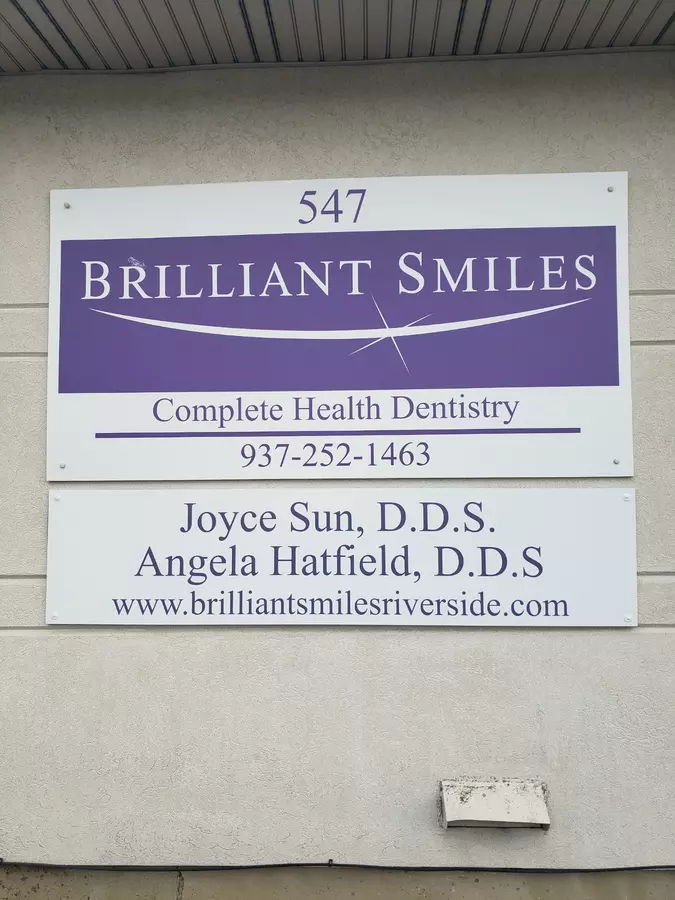 547
BRILLIANT SMILES
Complete Health Dentistry
937-252-1463
Joyce Sun, D.D.S.
Angela Hatfield, D.D.S
www.brilliantsmilesriverside.com